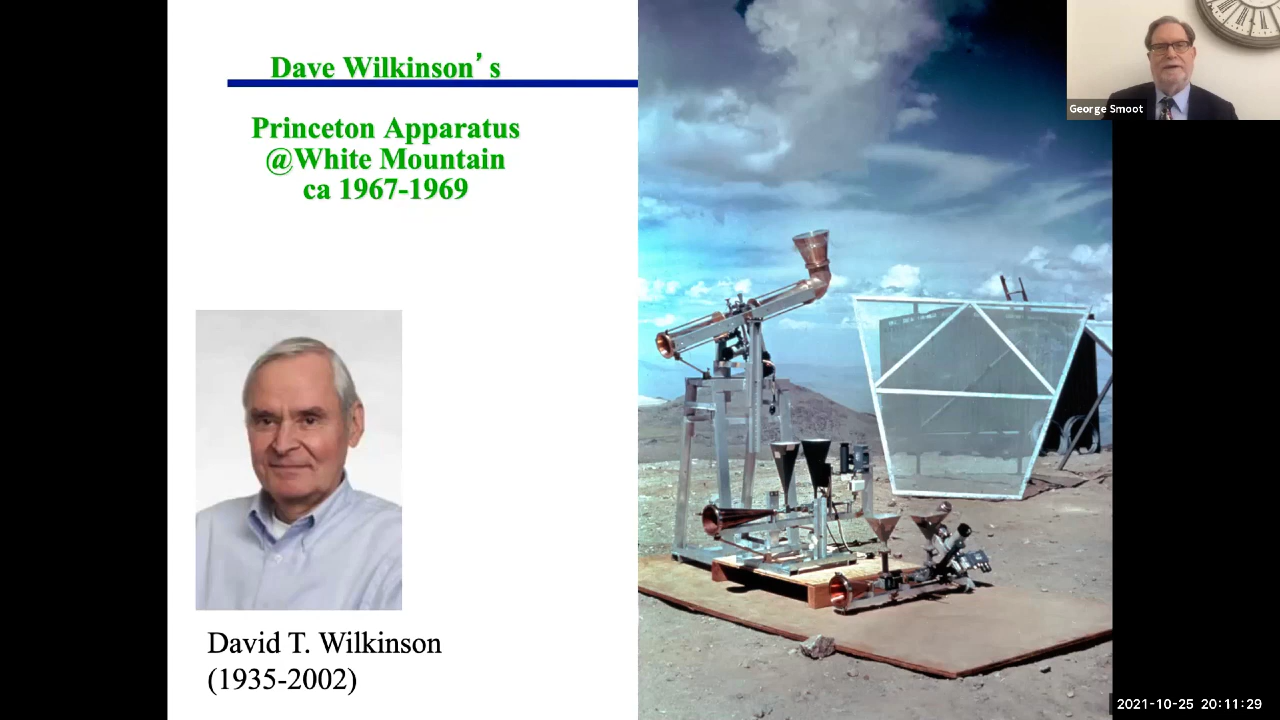 Dave Wilkinson's
Princeton Apparatus
@White Mountain
ca 1967-1969
George Smoot
David T. Wilkinson
(1935-2002)
2021-10-25 20:11:29